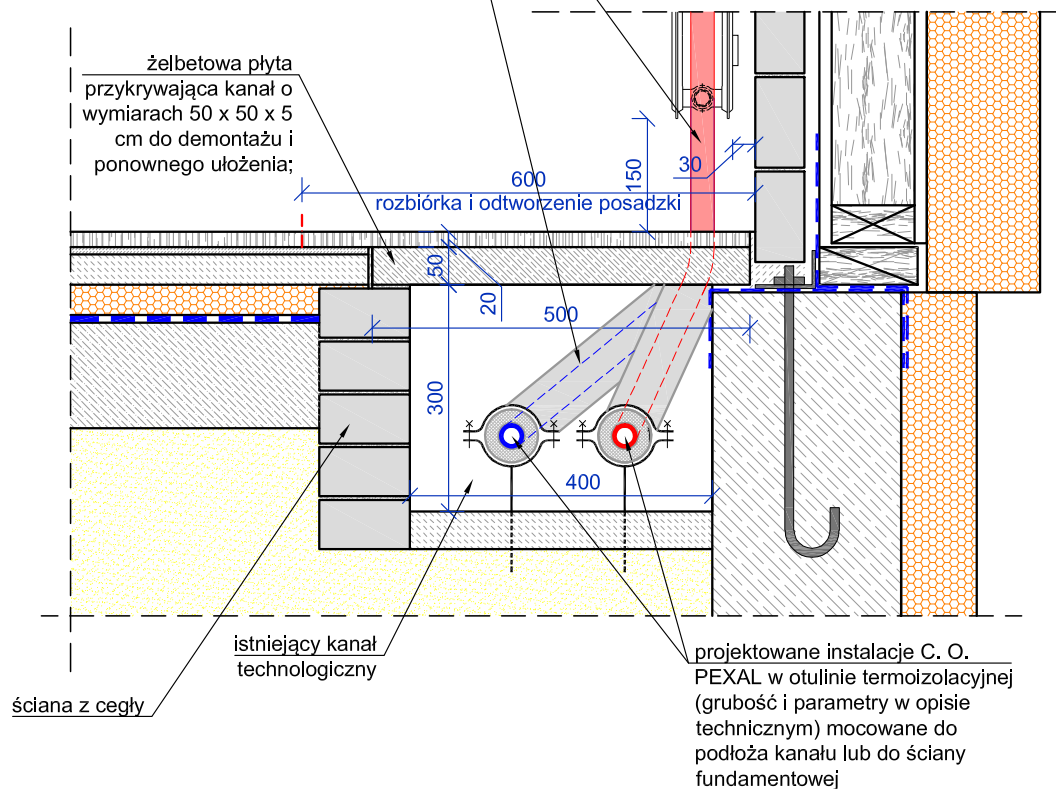 żelbetowa płyta
przykrywająca kanał o
wymiarach 50 x 50 x 5
cm do demontażu i
ponownego ułożenia;
150
30
600
rozbiórka i odtworzenie posadzki
50
20
500
300
400
istniejący kanał
technologiczny
ściana z cegły
projektowane instalacje C. O.
PEXAL w otulinie termoizolacyjnej
(grubość i parametry w opisie
technicznym) mocowane do
podłoża kanału lub do ściany
fundamentowej